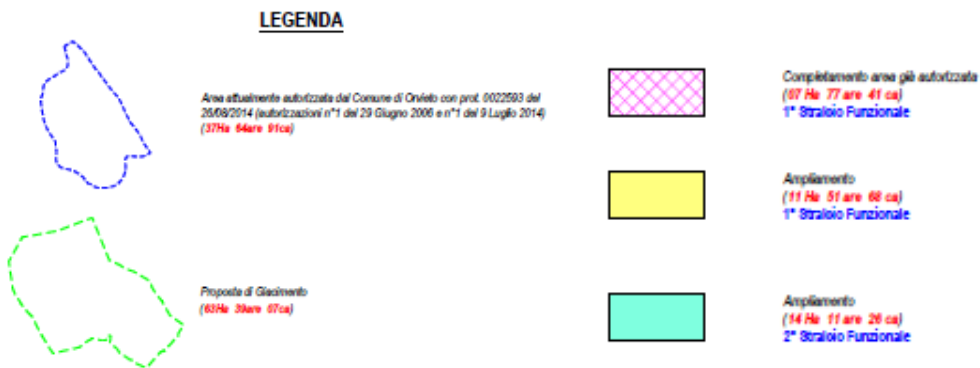 LEGENDA
Area attualmente autorizzata dal Comune di Orvieto con prot. 0022593 del
26/08/2014 (autorizzazioni n°1 del 29 Giugno 2006 e n°1 del 9 Luglio 2014)
(37Ha 64are 91ca)
Proposta di Giacimento
(63Ha 39are 07ca)
Completamento area già autorizzata
(07 Ha 77 are 41 ca)
1° Stralcio Funzionale
Ampliamento
(11 Ha 51 are 68 ca)
1° Stralcio Funzionale
Ampliamento
(14 Ha 11 are 26 ca)
2° Stralcio Funzionale